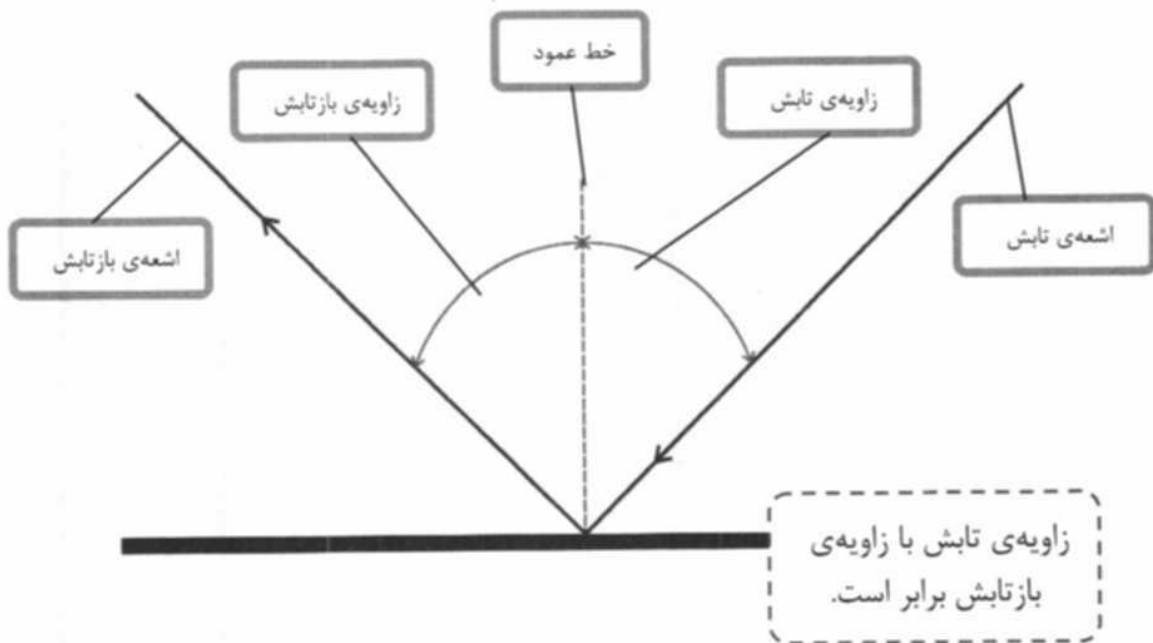 خط عمود
زاویه‌ی تابش
زاویه‌ی بازتابش
اشعه‌ی تابش
اشعه‌ی بازتابش
زاویه‌ی تابش با زاویه‌ی
بازتابش برابر است.